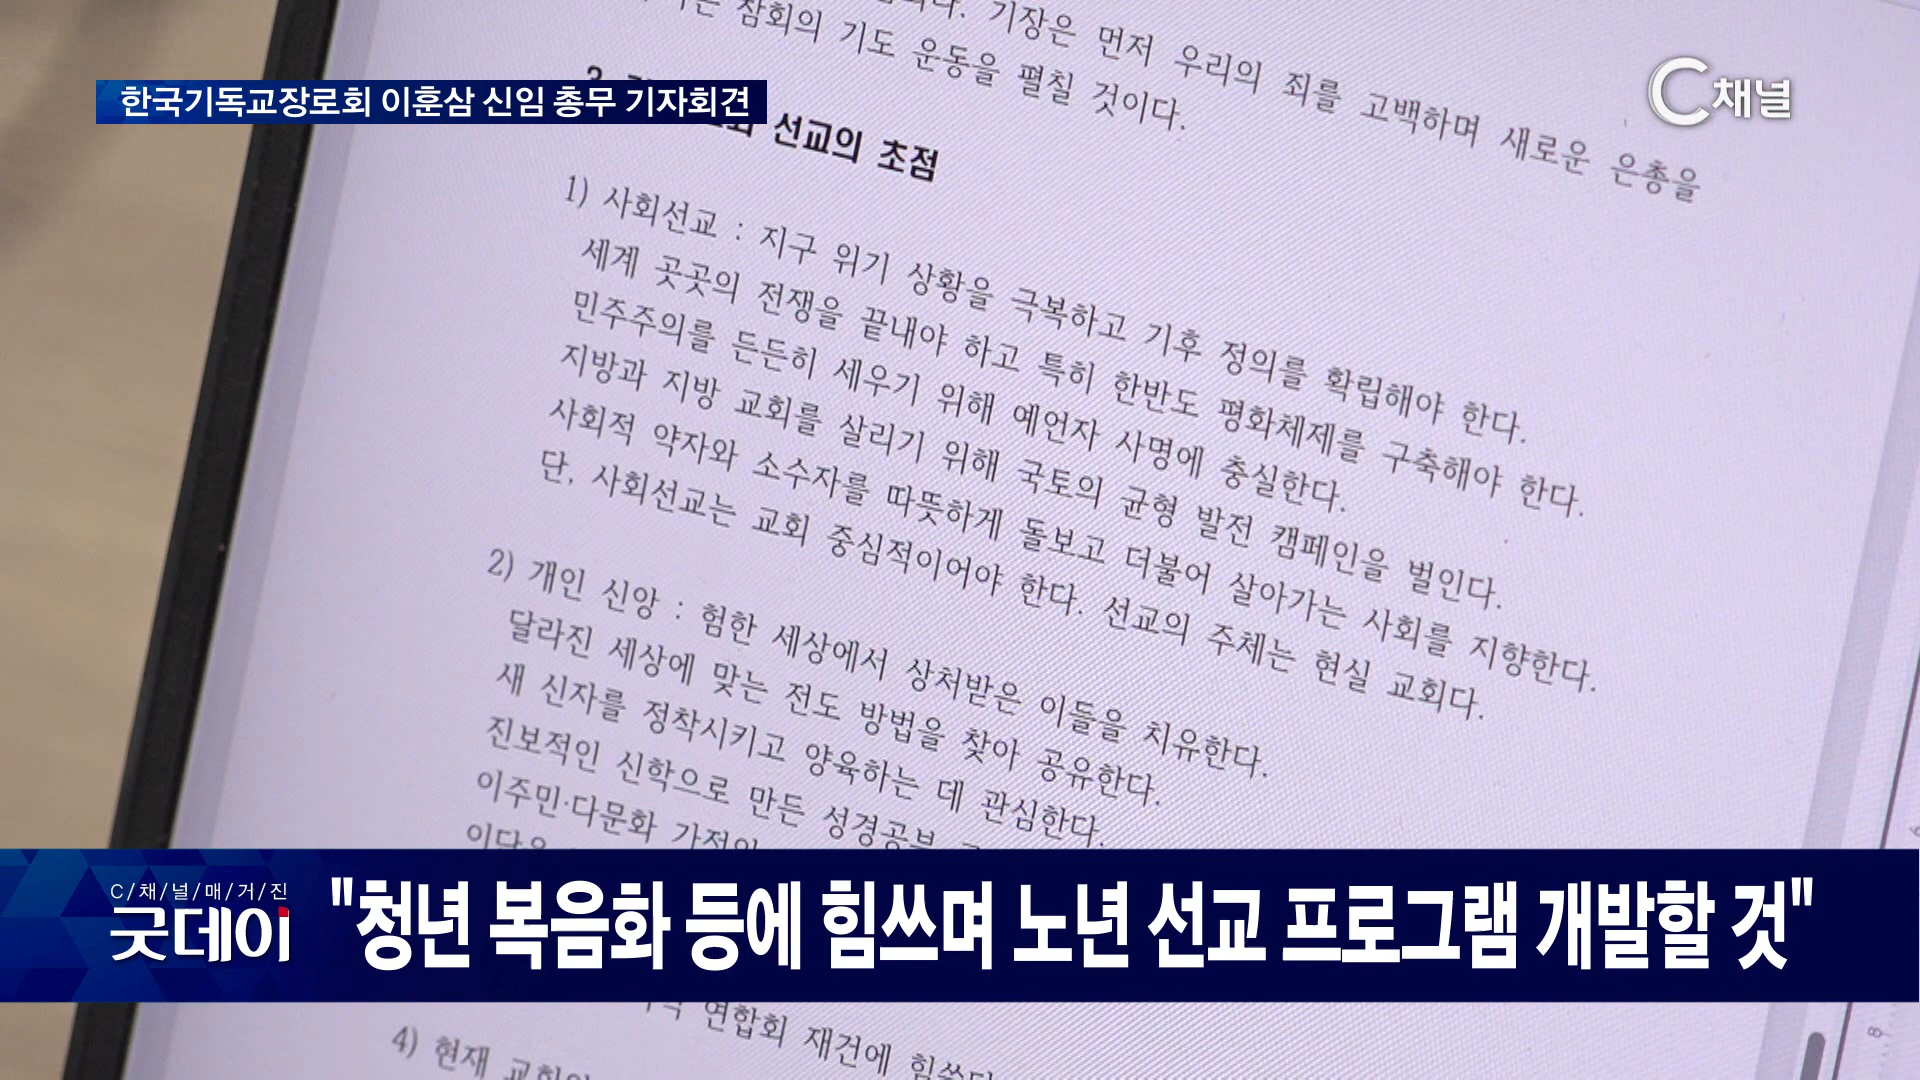 기장은 먼저 우리의 죄를 고백하며 새로운 은총을
참회의 기도 운동을 펼칠 것이다.
한국기독교장로회 이훈삼 신임 총무 기자회견
C채널
선교의 초점
1) 사회선교 : 지구 위기 상황을 극복하고 기후 정의를 확립해야 한다.
세계 곳곳의 전쟁을 끝내야 하고 특히 한반도 평화체제를 구축해야 한다.
민주주의를 든든히 세우기 위해 예언자 사명에 충실한다.
지방과 지방 교회를 살리기 위해 국토의 균형 발전 캠페인을 벌인다.
사회적 약자와 소수자를 따뜻하게 돌보고 더불어 살아가는 사회를 지향한다.
단, 사회선교는 교회 중심적이어야 한다. 선교의 주체는 현실 교회다.
2) 개인 신앙 : 험한 세상에서 상처받은 이들을 치유한다.
달라진 세상에 맞는 전도 방법을 찾아 공유한다.
새 신자를 정착시키고 양육하는 데 관심한다.
진보적인 신학으로 만든 성경공부
이주민·다문화 가정의
C/채/널/매/거/진
굿데이
"청년 복음화 등에 힘쓰며 노년 선교 프로그램 개발할 것"
연합회 재건에 힘쓴다
4) 현재 교회의
8